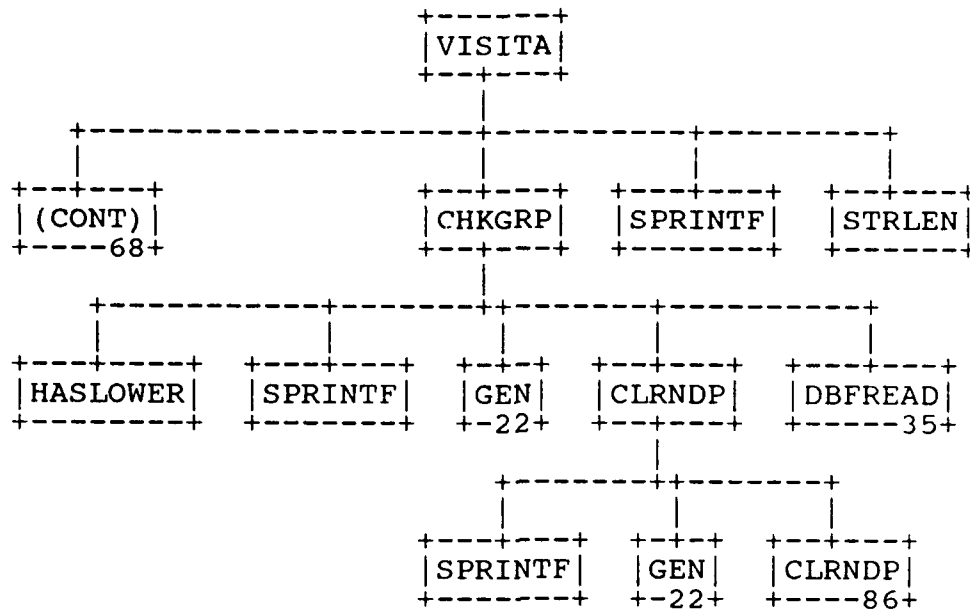 VISITA
(CONT) CHKGRP SPRINTF STRLEN
68
HASLOWER SPRINTF GEN CLRNDP DBFREAD
22 35
SPRINTF GEN CLRNDP
22 86